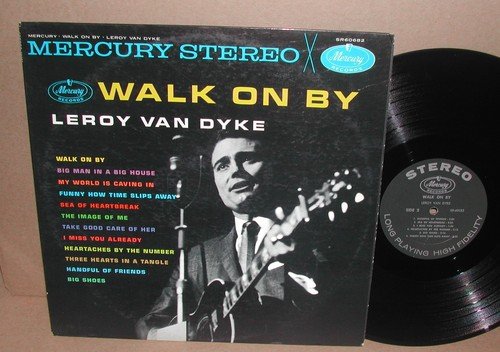 MERCURY • WALK ON BY • LEROY VAN DYKE
SR60682
MERCURY STEREO
Mercury
RECORDS
Mercury
RECORDS
WALK ON BY
LEROY VAN DYKE
WALK ON BY
BIG MAN IN A BIG HOUSE
MY WORLD IS CAVING IN
FUNNY HOW TIME SLIPS AWAY
SEA OF HEARTBREAK
THE IMAGE OF ME
TAKE GOOD CARE OF HER
I MISS YOU ALREADY
HEARTACHES BY THE NUMBER
THREE HEARTS IN A TANGLE
HANDFUL OF FRIENDS
BIG SHOES
STEREO
Mercury
WALK ON BY
LEROY VAN DYKE
SIDE 2
LONG PLAYING HIGH FIDELITY